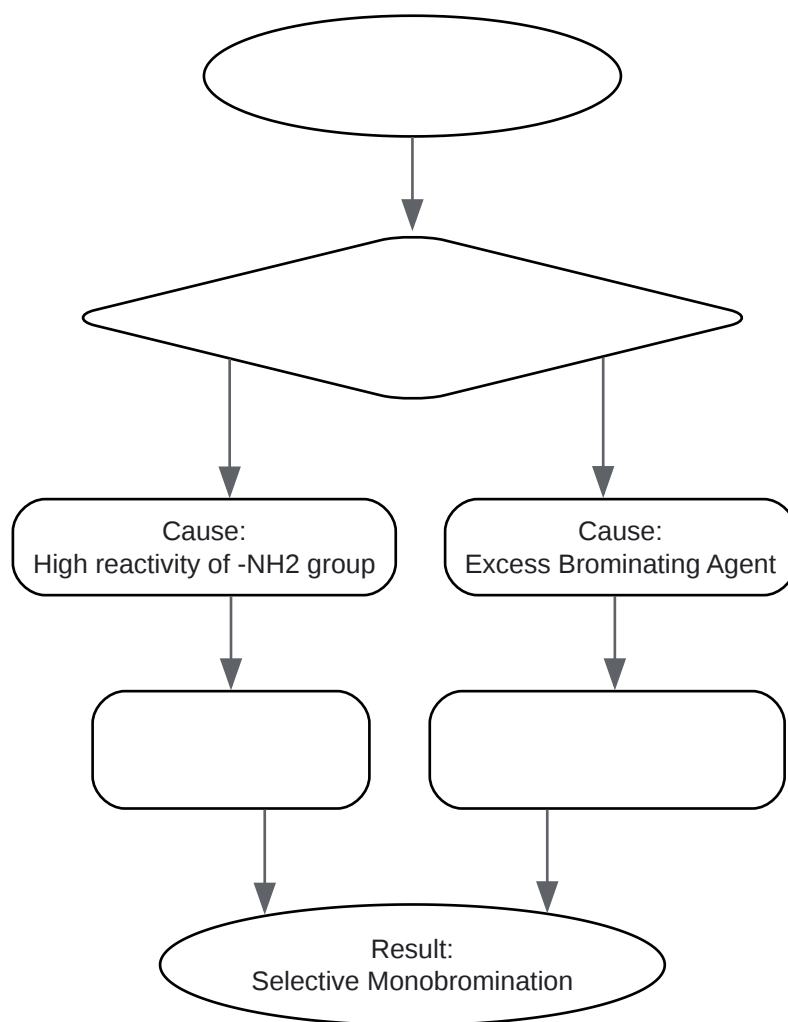 Cause:
High reactivity of -NH2 group
Cause:
Excess Brominating Agent
Result:
Selective Monobromination